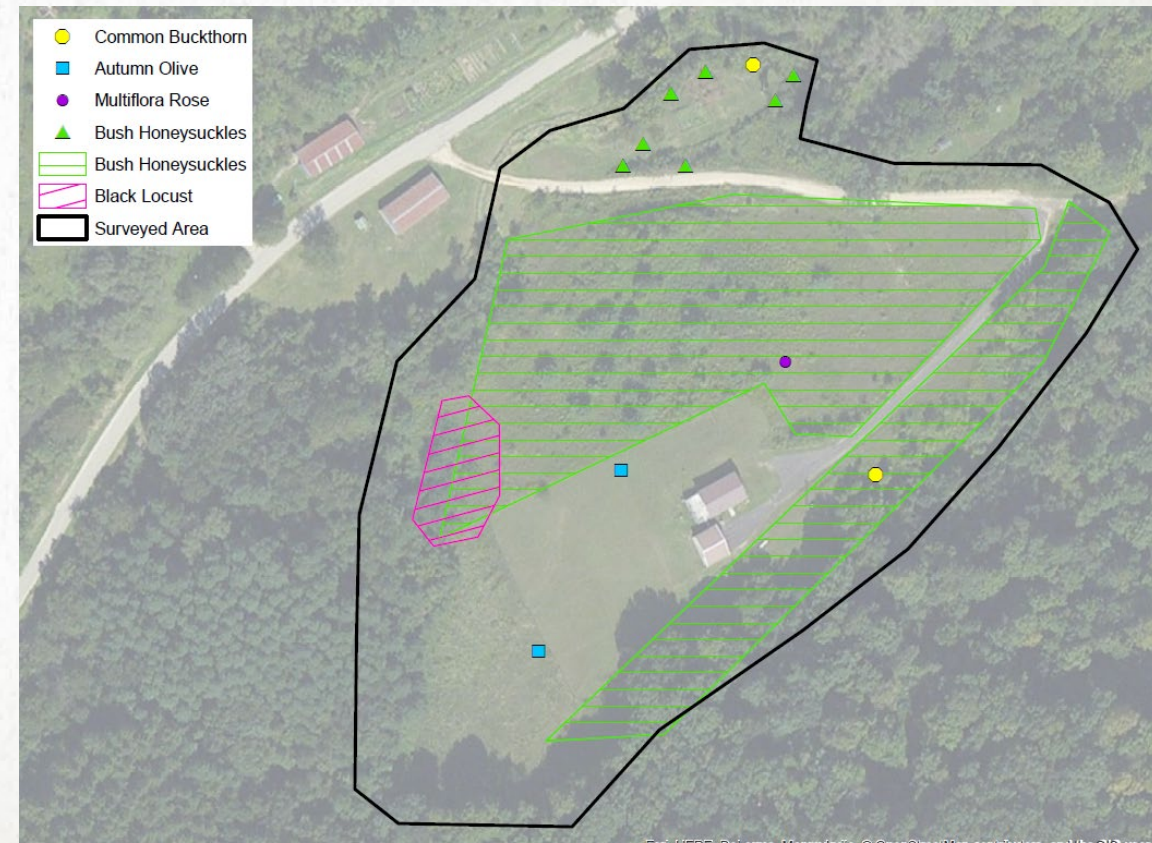 Common Buckthorn
Autumn Olive
Multiflora Rose
Bush Honeysuckles
Bush Honeysuckles
Black Locust
Surveyed Area